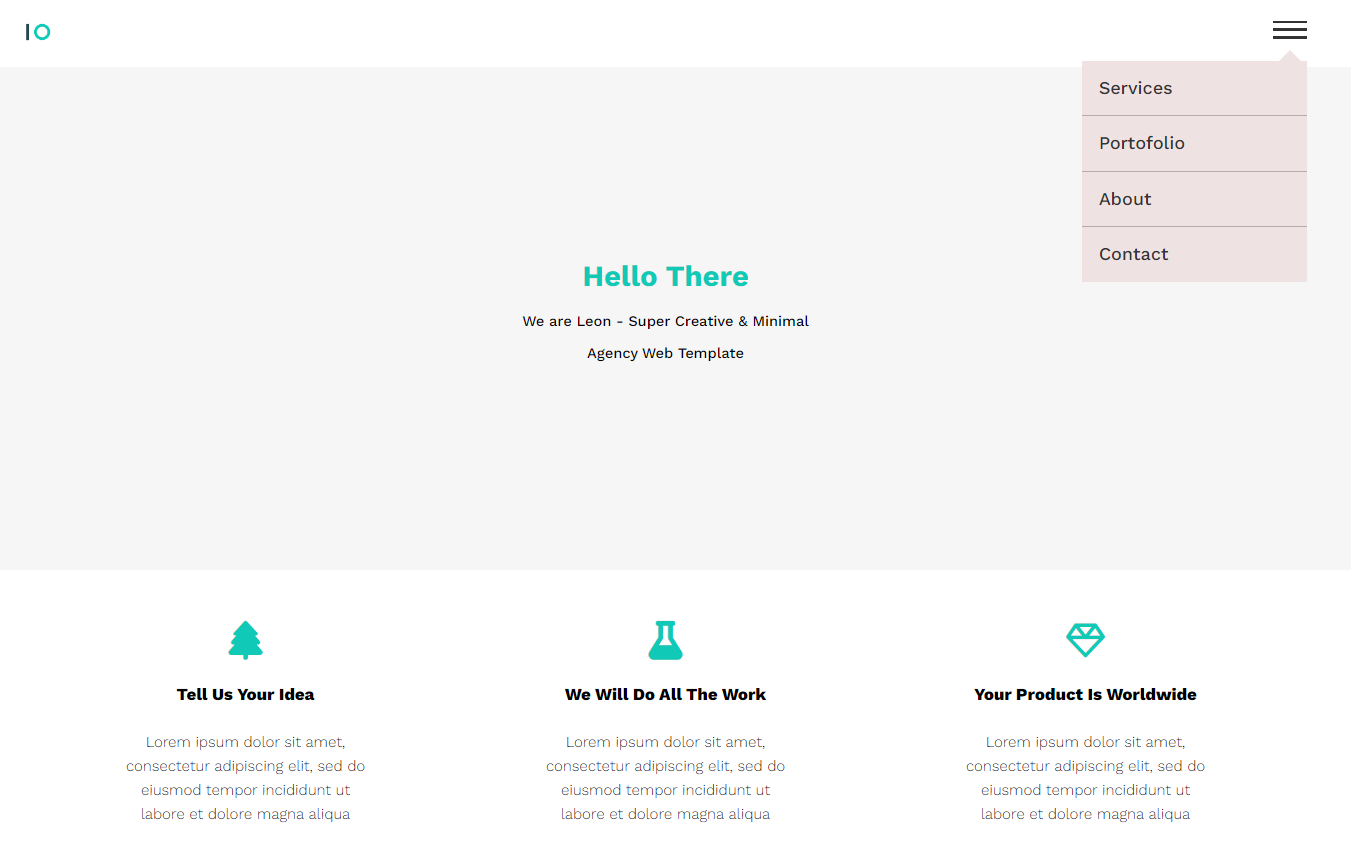 IO
Services
Portofolio
About
Contact
Hello There
We are Leon - Super Creative & Minimal
Agency Web Template
Tell Us Your Idea
Lorem ipsum dolor sit amet,
consectetur adipiscing elit, sed do
eiusmod tempor incididunt ut
labore et dolore magna aliqua
We Will Do All The Work
Lorem ipsum dolor sit amet,
consectetur adipiscing elit, sed do
eiusmod tempor incididunt ut
labore et dolore magna aliqua
Your Product Is Worldwide
Lorem ipsum dolor sit amet,
consectetur adipiscing elit, sed do
eiusmod tempor incididunt ut
labore et dolore magna aliqua